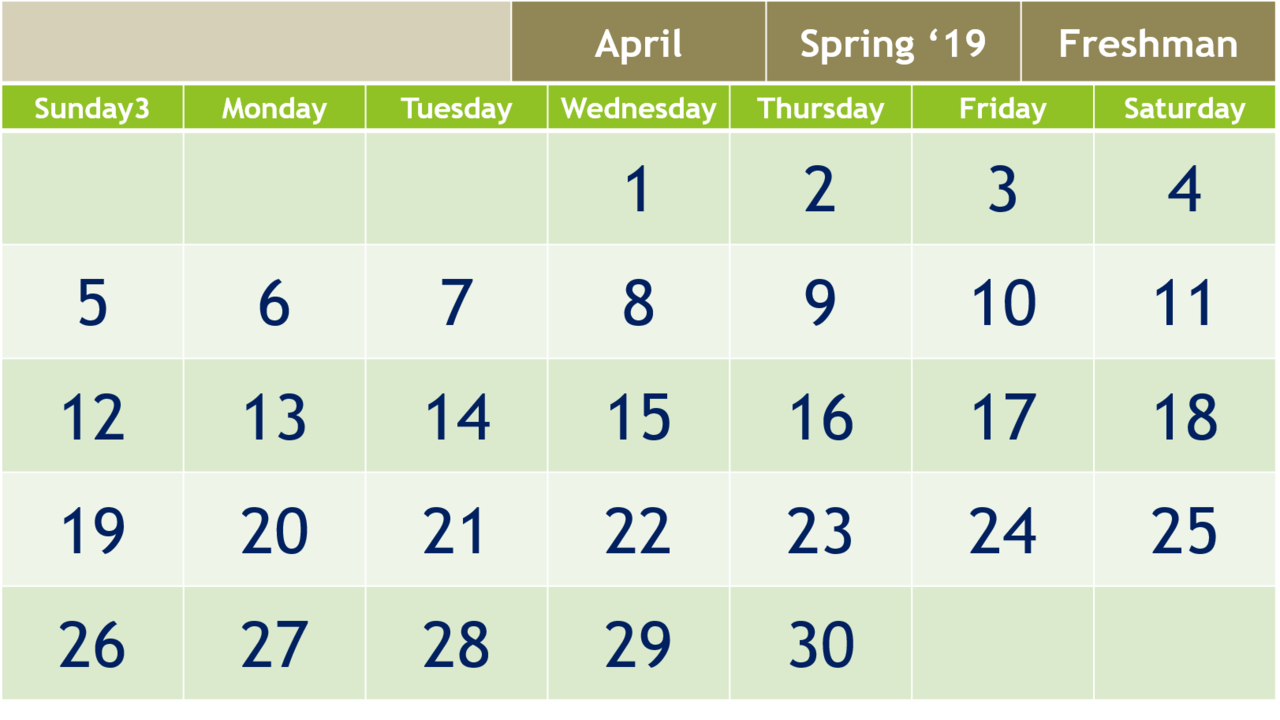 April Spring ‘19 Freshman
Sunday3 Monday Tuesday Wednesday Thursday Friday Saturday
1 2 3 4
5 6 7 8 9 10 11
12 13 14 15 16 17 18
19 20 21 22 23 24 25
26 27 28 29 30